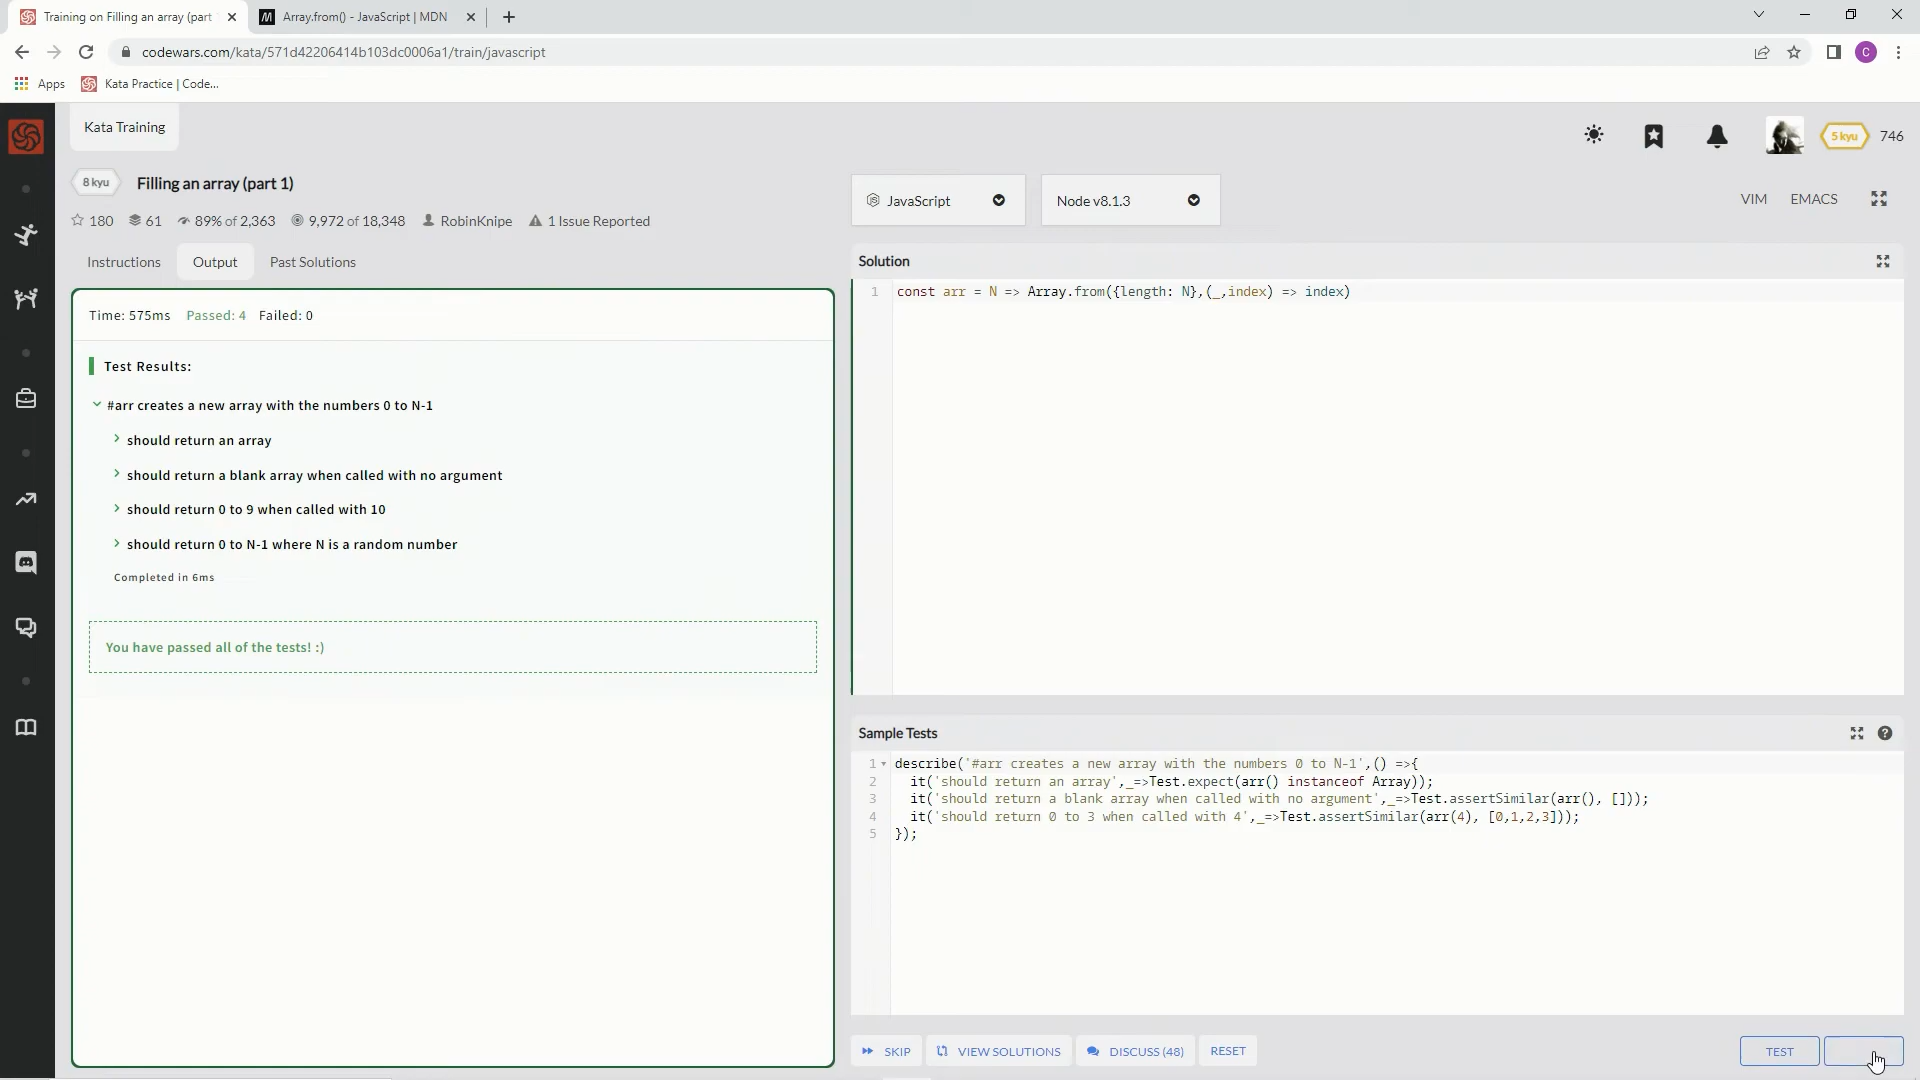 Training on Filling an array (part
Array.from() - JavaScript | MDN
codewars.com/kata/571d42206414b103dc0006a1/train/javascript
C
Apps
Kata Practice | Code...
Kata Training
5 kyu
746
8 kyu
Filling an array (part 1)
180
61
89% of 2,363
9,972 of 18,348
RobinKnipe
1 Issue Reported
JavaScript
Node v8.1.3
VIM
EMACS
Instructions
Output
Past Solutions
Time: 575ms
Passed: 4
Failed: 0
Test Results:
#arr creates a new array with the numbers 0 to N-1
should return an array
should return a blank array when called with no argument
should return 0 to 9 when called with 10
should return 0 to N-1 where N is a random number
Completed in 6ms
You have passed all of the tests! :)
Solution
1 const arr = N => Array.from({length: N},(_,index) => index)
Sample Tests
1 describe('#arr creates a new array with the numbers 0 to N-1',() =>{
2 it('should return an array',_=>Test.expect(arr() instanceof Array));
3 it('should return a blank array when called with no argument',_=>Test.assertSimilar(arr(), []));
4 it('should return 0 to 3 when called with 4',_=>Test.assertSimilar(arr(4), [0,1,2,3]));
5 });
SKIP
VIEW SOLUTIONS
DISCUSS (48)
RESET
TEST